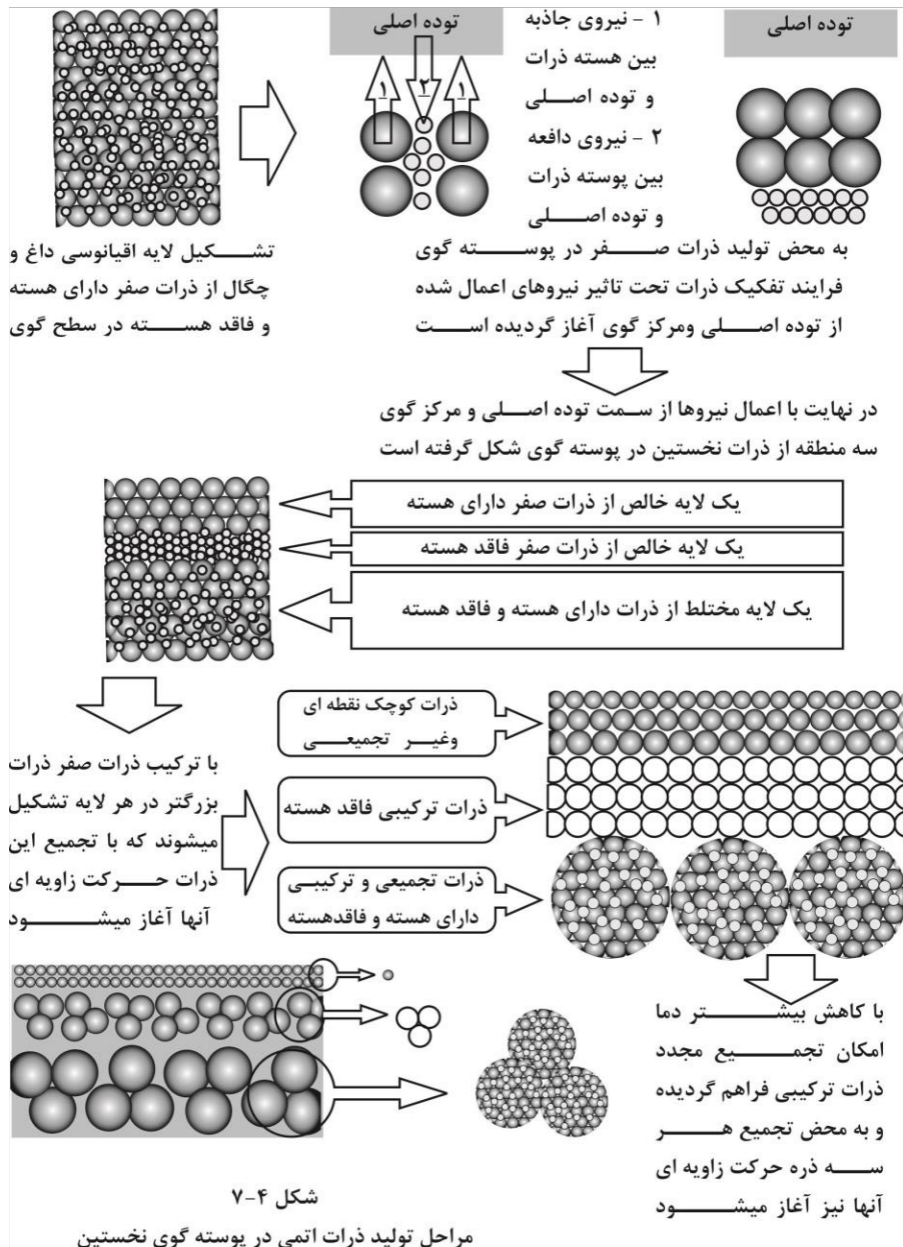 توده اصلی
۱
۲
۱
۱ - نیروی جاذبه
بین هسته ذرات
و توده اصلی
۲ - نیروی دافعه
بین پوسته ذرات
و توده اصلی
توده اصلی
تشکیل لایه اقیانوسی داغ و
چگال از ذرات صفر دارای هسته
و فاقد هسته در سطح گوی
به محض تولید ذرات صفر در پوسته گوی
فرایند تفکیک ذرات تحت تاثیر نیروهای اعمال شده
از توده اصلی ومرکز گوی آغاز گردیده است
در نهایت با اعمال نیروها از سمت توده اصلی و مرکز گوی
سه منطقه از ذرات نخستین در پوسته گوی شکل گرفته است
یک لایه خالص از ذرات صفر دارای هسته
یک لایه خالص از ذرات صفر فاقد هسته
یک لایه مختلط از ذرات دارای هسته و فاقد هسته
با ترکیب ذرات صفر ذرات
بزرگتر در هر لایه تشکیل
میشوند که با تجمیع این
ذرات حرکت زاویه ای
آنها آغاز میشود
ذرات کوچک نقطه ای
وغیر تجمیعی
ذرات ترکیبی فاقد هسته
ذرات تجمیعی و ترکیبی
دارای هسته و فاقدهسته
با کاهش بیشتر دما
امکان تجمیع مجدد
ذرات ترکیبی فراهم گردیده
و به محض تجمیع هر
سه ذره حرکت زاویه ای
آنها نیز آغاز میشود
شکل ۴-۷
مراحل تولید ذرات اتمی در پوسته گوی نخستین